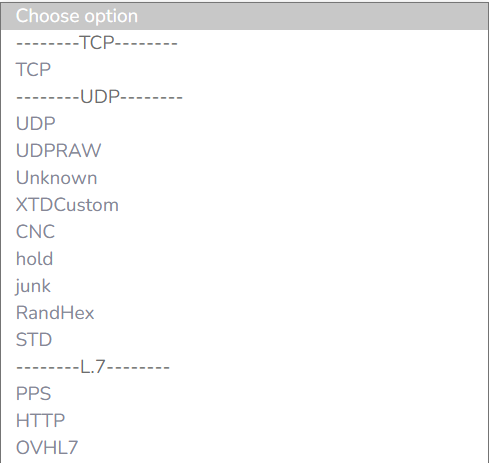 Choose option
--------TCP--------
TCP
--------UDP--------
UDP
UDPRAW
Unknown
XTDCustom
CNC
hold
junk
RandHex
STD
--------L.7--------
PPS
HTTP
OVHL7